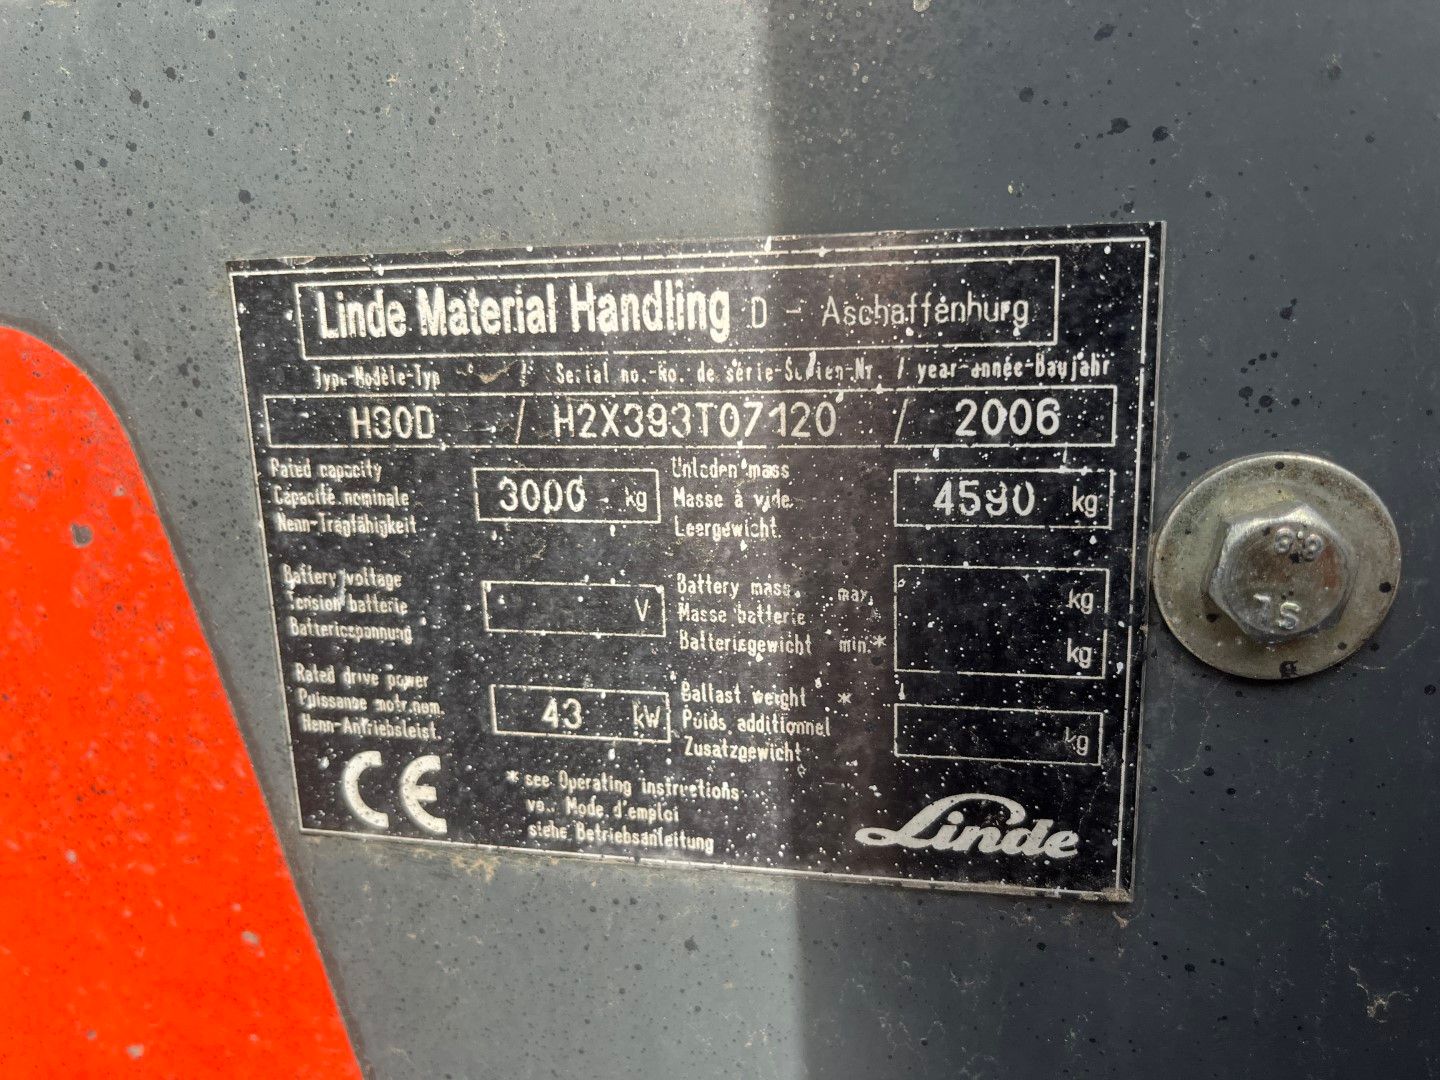 Linde Material Handling D - Aschaffenburg
Type-Modèle-Typ / Serial no.-No. de série-Serien-Nr. / year-année-Baujahr
H30D / H2X393T07120 / 2006
Rated capacity
Capacité nominale
Nenn-Tragfähigkeit
3000 kg
Unladen mass
Masse à vide
Leergewicht
4590 kg
Battery voltage
Tension batterie
Batteriespannung
V
Battery mass max.
Masse batterie
Batteriegewicht min.*
kg
kg
Rated drive power
Puissance motr.nom.
Nenn-Antriebsleist.
43 kW
Ballast weight *
Poids additionnel
Zusatzgewicht
kg
CE
* see Operating instructions
voir Mode d'emploi
siehe Betriebsanleitung
Linde
8.8